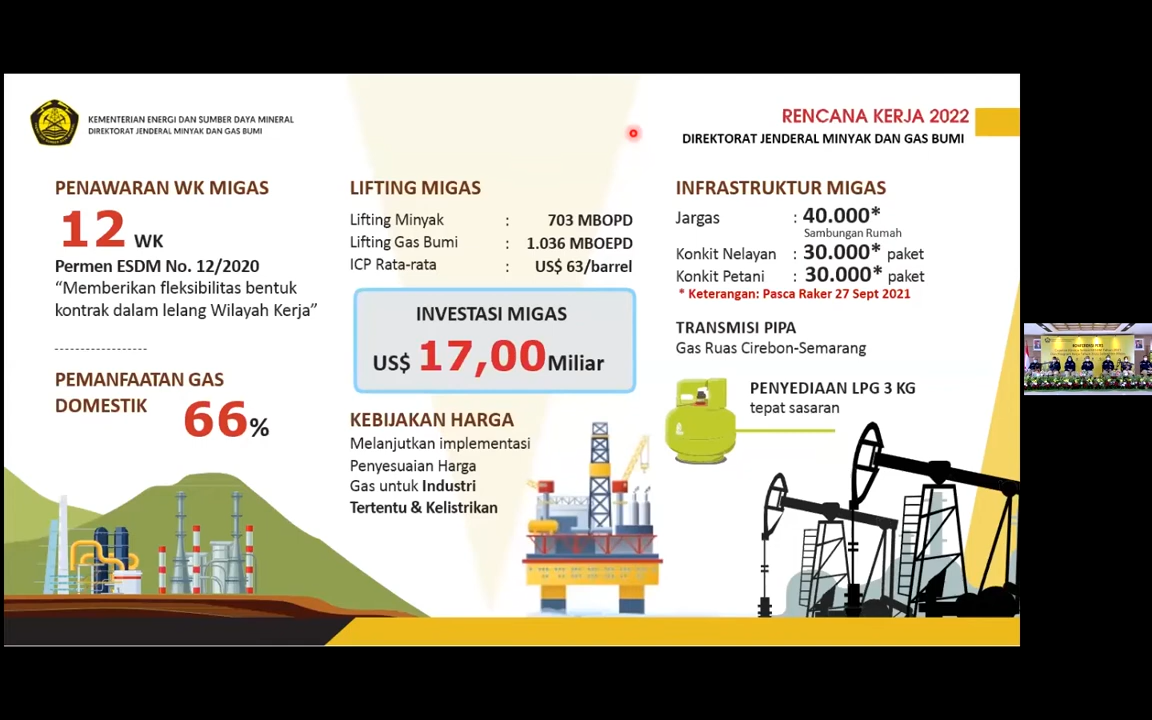 KEMENTERIAN ENERGI DAN SUMBER DAYA MINERAL
DIREKTORAT JENDERAL MINYAK DAN GAS BUMI
RENCANA KERJA 2022
DIREKTORAT JENDERAL MINYAK DAN GAS BUMI
PENAWARAN WK MIGAS
12 WK
Permen ESDM No. 12/2020
“Memberikan fleksibilitas bentuk
kontrak dalam lelang Wilayah Kerja”
------------------
PEMANFAATAN GAS
DOMESTIK 66%
LIFTING MIGAS
Lifting Minyak : 703 MBOPD
Lifting Gas Bumi : 1.036 MBOEPD
ICP Rata-rata : US$ 63/barrel
INVESTASI MIGAS
US$ 17,00 Miliar
KEBIJAKAN HARGA
Melanjutkan implementasi
Penyesuaian Harga
Gas untuk Industri
Tertentu & Kelistrikan
INFRASTRUKTUR MIGAS
Jargas : 40.000*
Sambungan Rumah
Konkit Nelayan : 30.000* paket
Konkit Petani : 30.000* paket
* Keterangan: Pasca Raker 27 Sept 2021
TRANSMISI PIPA
Gas Ruas Cirebon-Semarang
PENYEDIAAN LPG 3 KG
tepat sasaran
KONFERENSI PERS